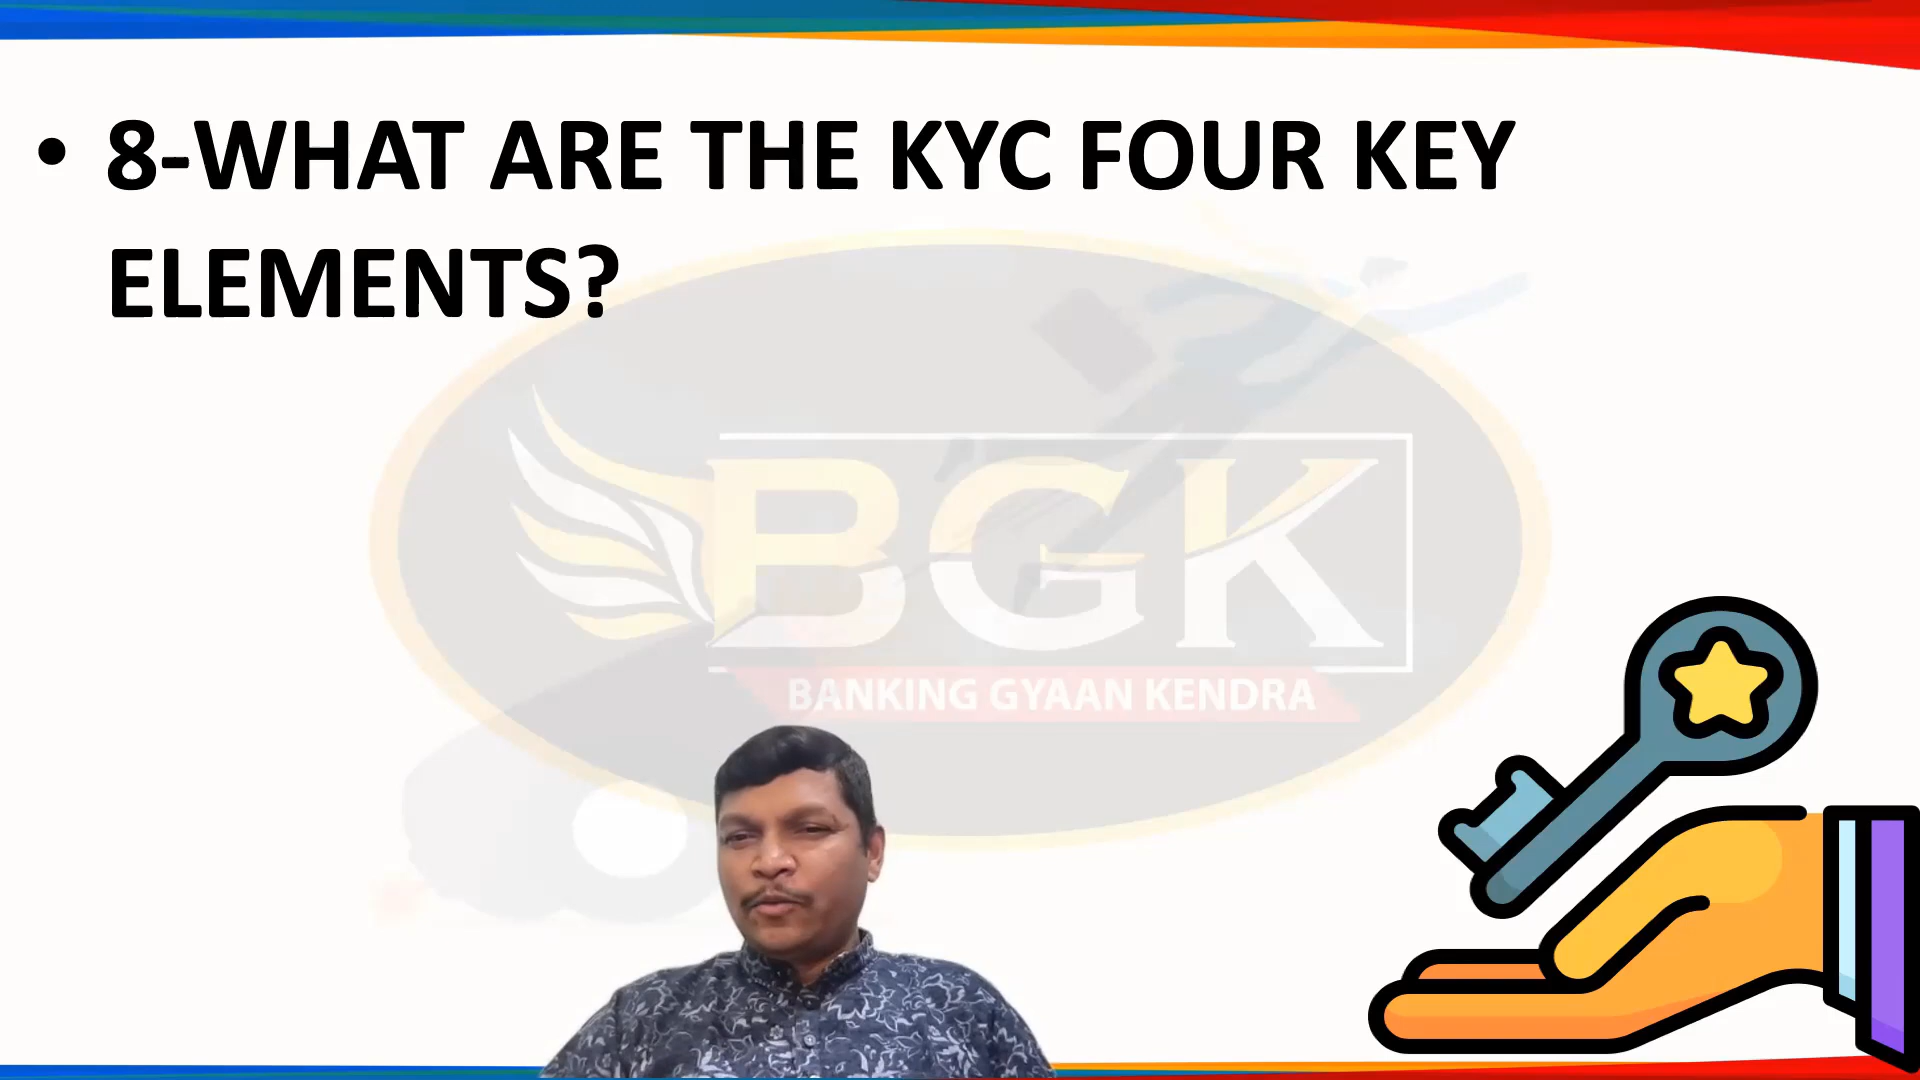 • 8-WHAT ARE THE KYC FOUR KEY
ELEMENTS?
BGK
BANKING GYAAN KENDRA